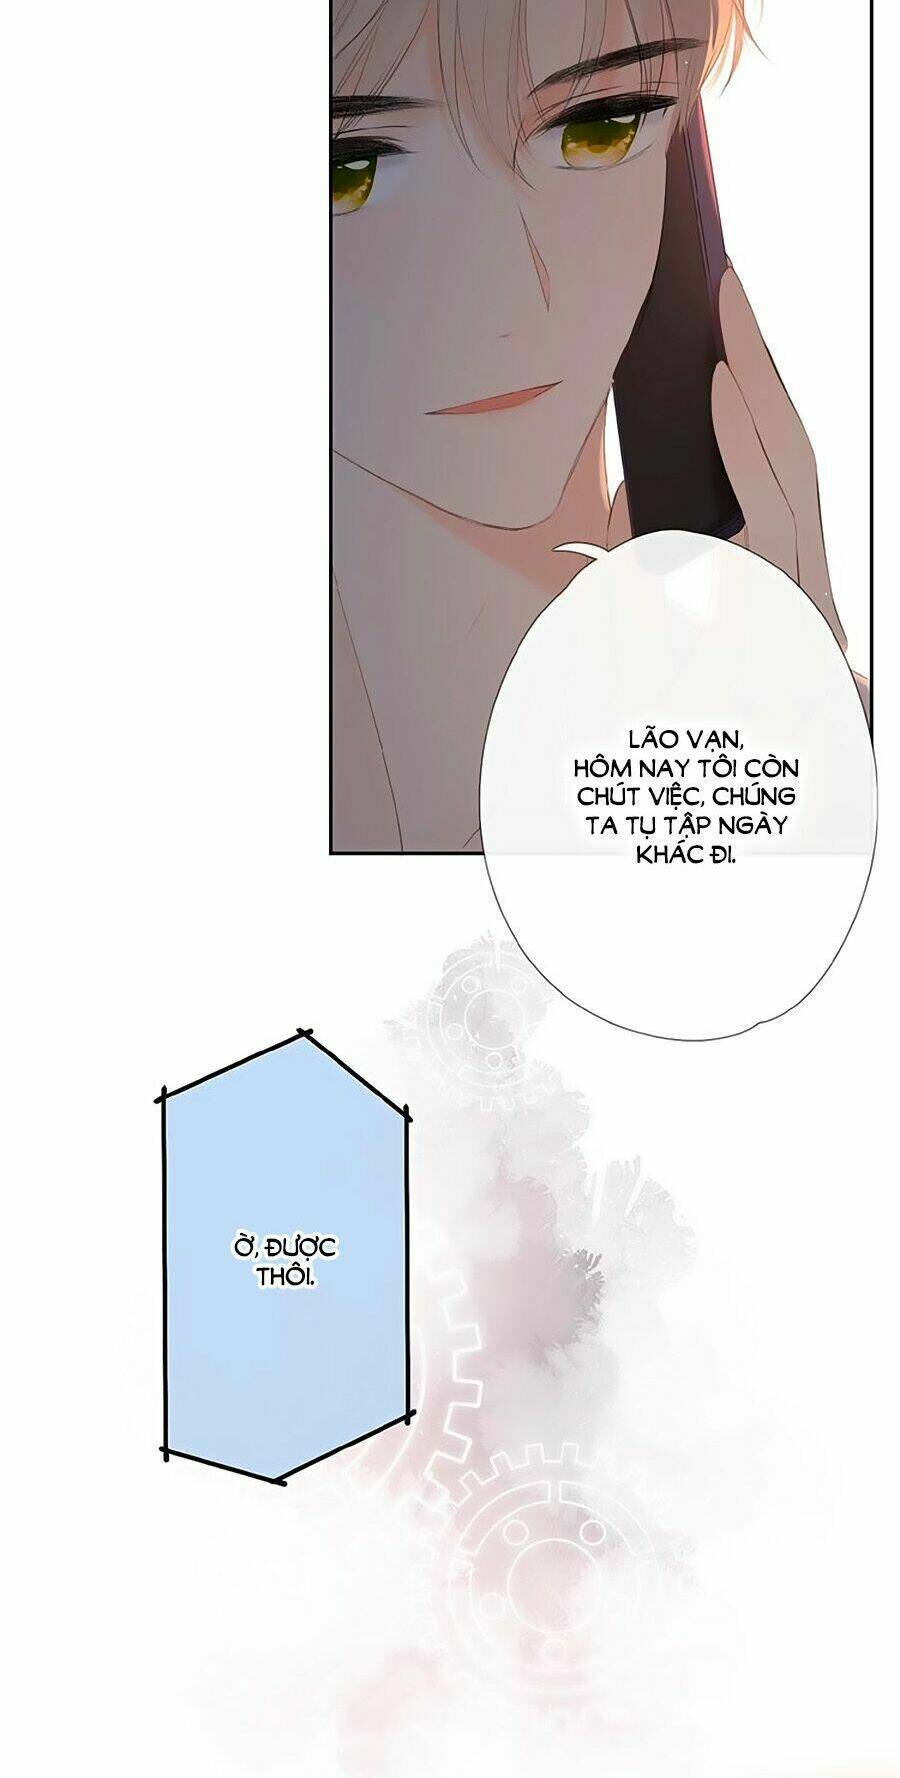 LÃO VẠN,
HÔM NAY TÔI CÒN
CHÚT VIỆC, CHÚNG
TA TỤ TẬP NGÀY
KHÁC ĐI.
Ờ, ĐƯỢC
THÔI.